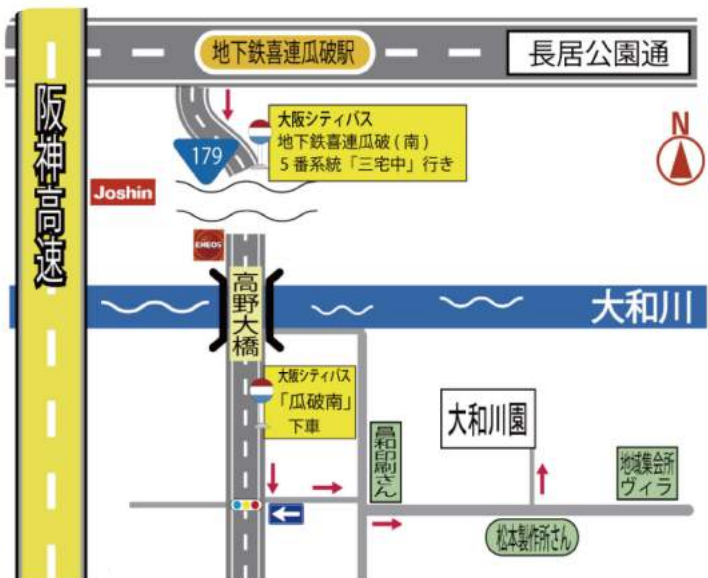 地下鉄喜連瓜破駅
長居公園通
阪神高速
大阪シティバス
地下鉄喜連瓜破(南)
5番系統「三宅中」行き
179
N
Joshin
ENEOS
高野大橋
大和川
大阪シティバス
「瓜破南」
下車
昌和印刷さん
大和川園
地域集会所
ヴィラ
松本製作所さん